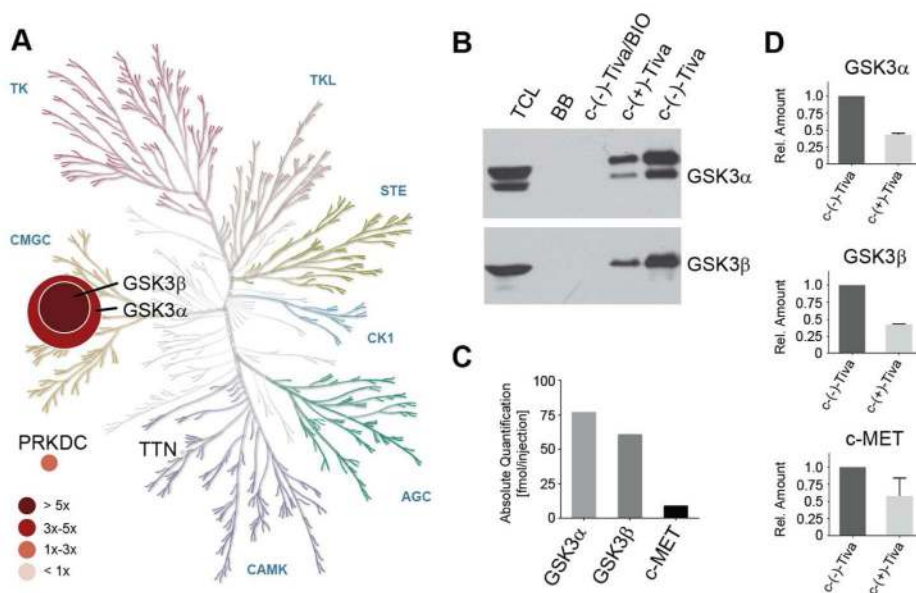 A
TK
TKL
STE
CMGC
GSK3β
GSK3α
CK1
PRKDC
TTN
AGC
CAMK
> 5x
3x-5x
1x-3x
< 1x
B
TCL
BB
c-(-)-Tiva/BIO
c-(+)-Tiva
c-(-)-Tiva
GSK3α
GSK3β
C
Absolute Quantification
[fmol/injection]
100
75
50
25
0
GSK3α
GSK3β
c-MET
D
GSK3α
Rel. Amount
1.0
0.75
0.5
0.25
0
c-(-)-Tiva
c-(+)-Tiva
GSK3β
Rel. Amount
1.0
0.75
0.5
0.25
0
c-(-)-Tiva
c-(+)-Tiva
c-MET
Rel. Amount
1.0
0.75
0.5
0.25
0
c-(-)-Tiva
c-(+)-Tiva